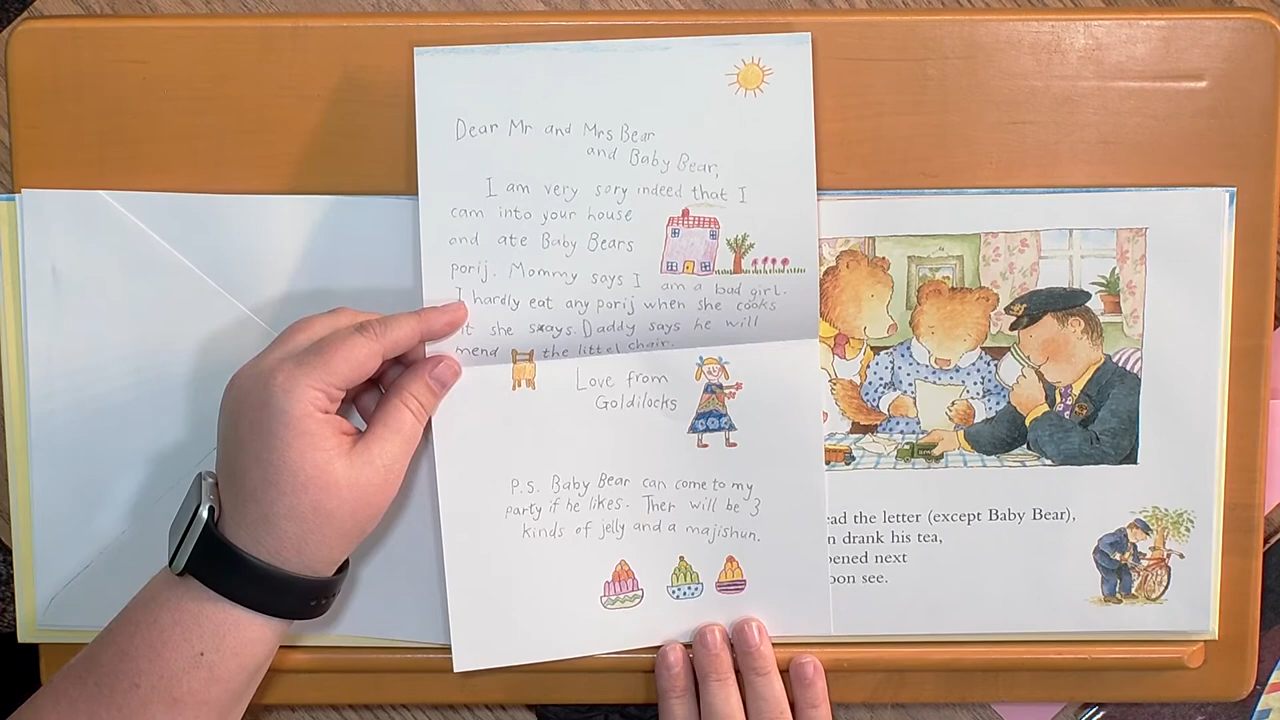 Dear Mr and Mrs Bear
and Baby Bear,
I am very sory indeed that I
cam into your house
and ate Baby Bears
porij. Mommy says I am a bad girl.
I hardly eat any porij when she cooks
it she says. Daddy says he will
mend the littel chair.
Love from
Goldilocks
P.S. Baby Bear can come to my
party if he likes. Ther will be 3
kinds of jelly and a majishun.
the letter (except Baby Bear),
drank his tea,
next
see.